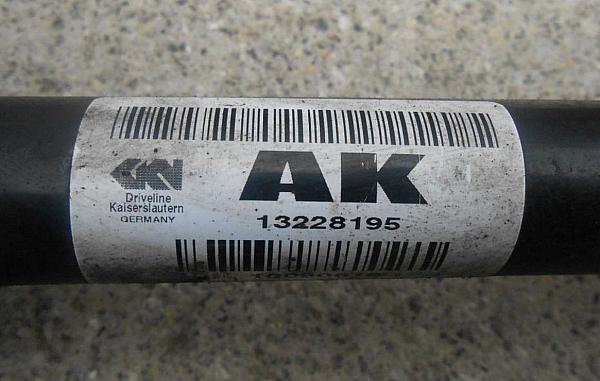 GKN
Driveline
Kaiserslautern
GERMANY
AK
13228195